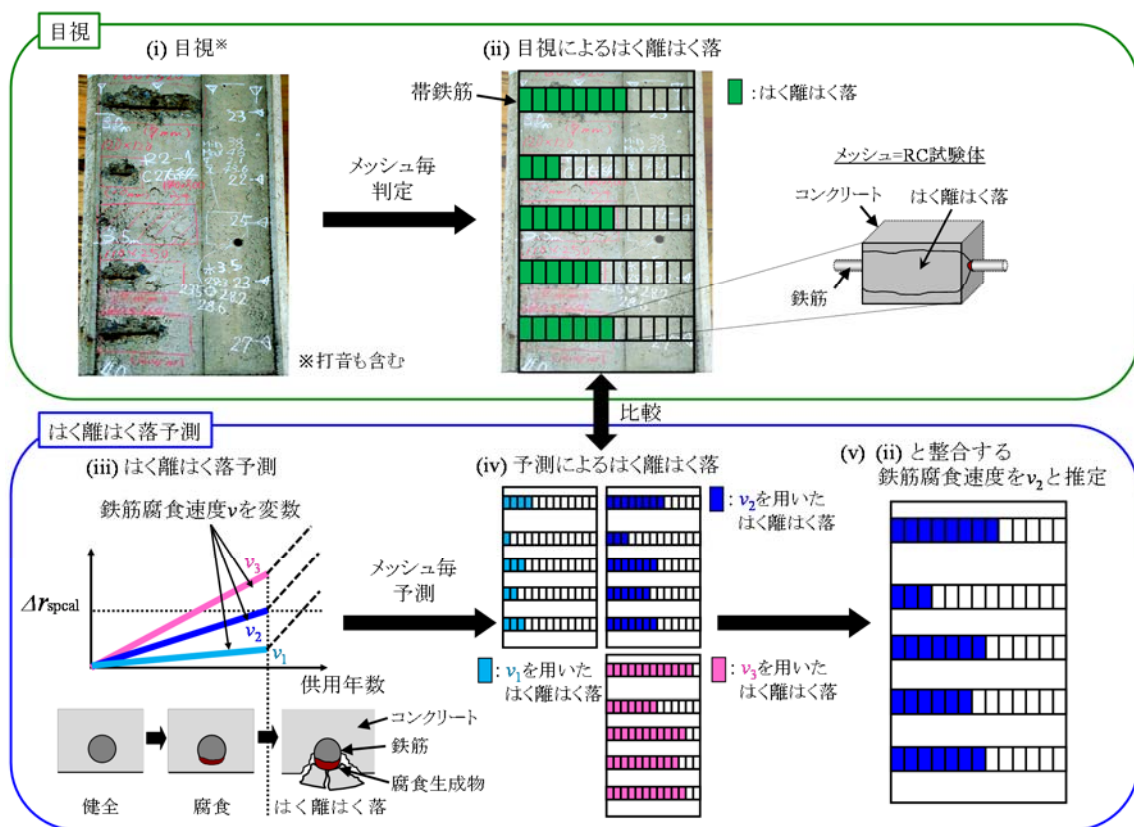 目視
(i) 目視※
(ii) 目視によるはく離はく落
帯鉄筋
:はく離はく落
メッシュ毎
判定
メッシュ=RC試験体
コンクリート
はく離はく落
鉄筋
R2-1
23
22
25
23
27
※打音も含む
比較
はく離はく落予測
(iii) はく離はく落予測
鉄筋腐食速度vを変数
v3
Δrspcal
v2
v1
供用年数
コンクリート
鉄筋
腐食生成物
健全
腐食
はく離はく落
メッシュ毎
予測
(iv) 予測によるはく離はく落
: v2を用いた
はく離はく落
: v1を用いた
はく離はく落
: v3を用いた
はく離はく落
(v) (ii) と整合する
鉄筋腐食速度をv2と推定